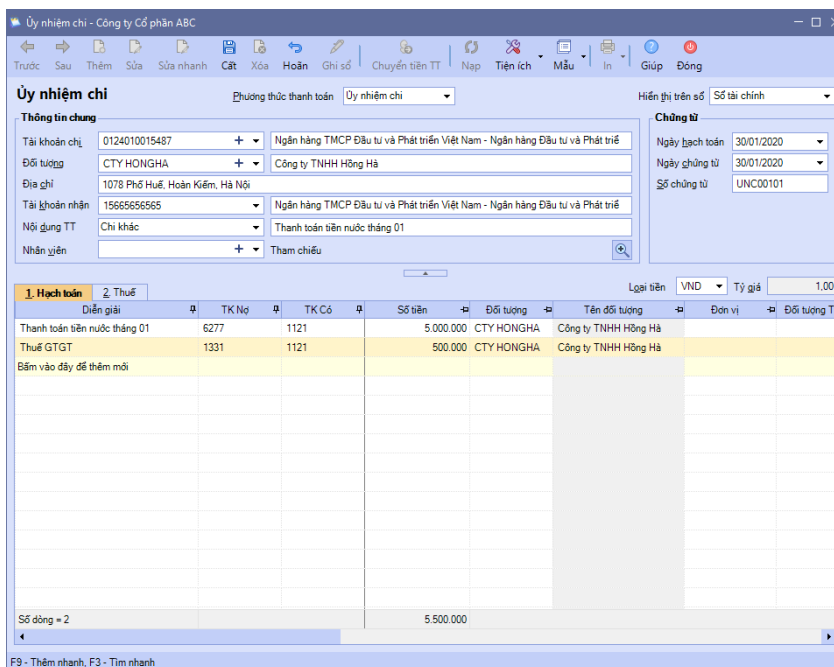 Ủy nhiệm chi - Công ty Cổ phần ABC
Trước Sau Thêm Sửa Sửa nhanh Cất Xóa Hoãn Ghi sổ Chuyển tiền TT Nạp Tiện ích Mẫu In Giúp Đóng
Ủy nhiệm chi Phương thức thanh toán Ủy nhiệm chi Hiển thị trên sổ Sổ tài chính
Thông tin chung Chứng từ
Tài khoản chi 0124010015487 Ngân hàng TMCP Đầu tư và Phát triển Việt Nam - Ngân hàng Đầu tư và Phát triể Ngày hạch toán 30/01/2020
Đối tượng CTY HONGHA Công ty TNHH Hồng Hà Ngày chứng từ 30/01/2020
Địa chỉ 1078 Phố Huế, Hoàn Kiếm, Hà Nội Số chứng từ UNC00101
Tài khoản nhận 15665656565 Ngân hàng TMCP Đầu tư và Phát triển Việt Nam - Ngân hàng Đầu tư và Phát triể
Nội dung TT Chi khác Thanh toán tiền nước tháng 01
Nhân viên Tham chiếu
1. Hạch toán 2. Thuế Loại tiền VND Tỷ giá 1,00
Diễn giải TK Nợ TK Có Số tiền Đối tượng Tên đối tượng Đơn vị Đối tượng T
Thanh toán tiền nước tháng 01 6277 1121 5.000.000 CTY HONGHA Công ty TNHH Hồng Hà
Thuế GTGT 1331 1121 500.000 CTY HONGHA Công ty TNHH Hồng Hà
Bấm vào đây để thêm mới
Số dòng = 2 5.500.000
F9 - Thêm nhanh, F3 - Tìm nhanh